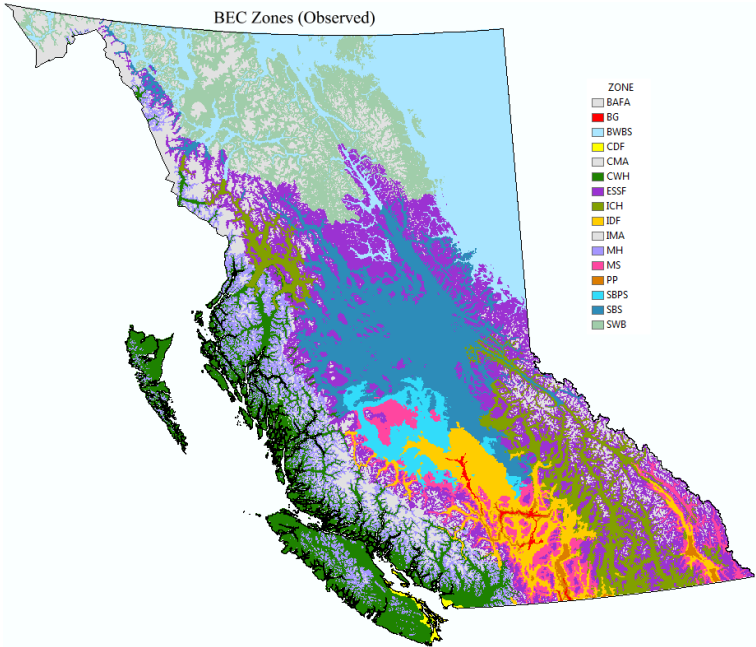 BEC Zones (Observed)
ZONE
BAFA
BG
BWBS
CDF
CMA
CWH
ESSF
ICH
IDF
IMA
MH
MS
PP
SBPS
SBS
SWB